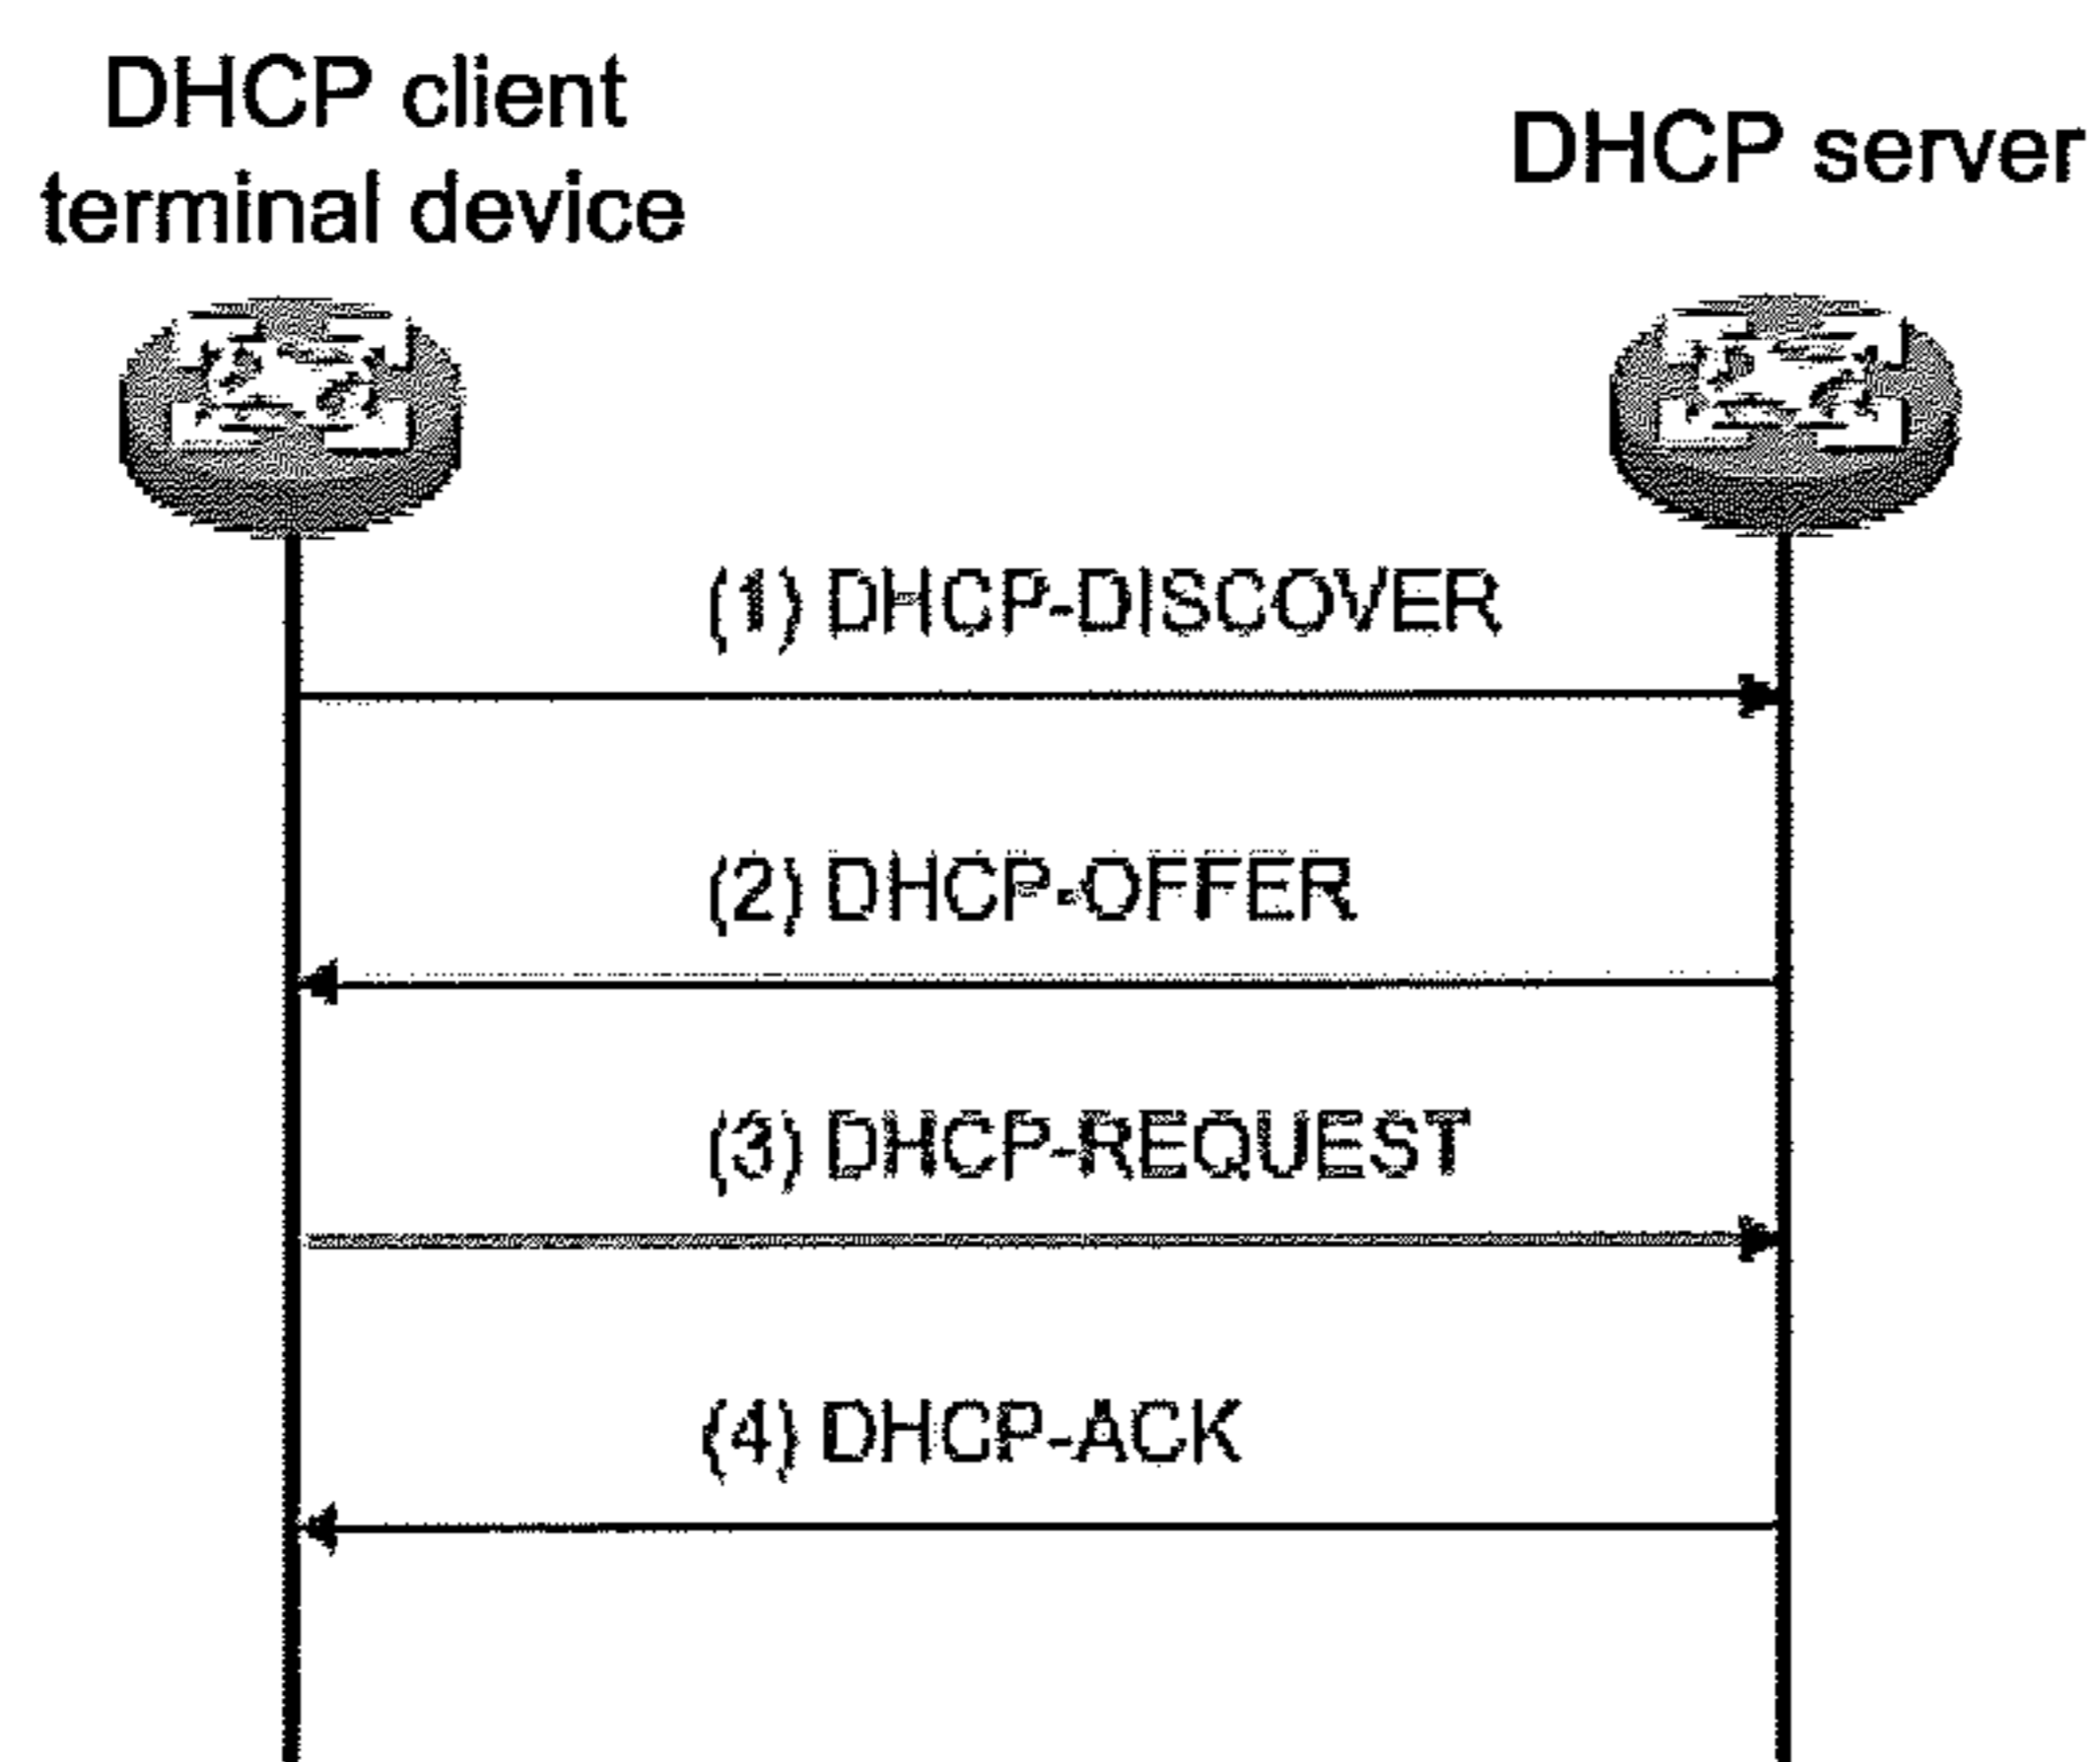 DHCP client
terminal device
DHCP server
(1) DHCP-DISCOVER
(2) DHCP-OFFER
(3) DHCP-REQUEST
(4) DHCP-ACK